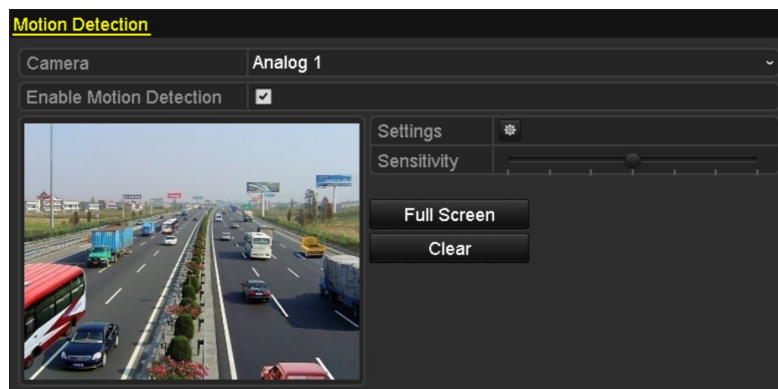 Motion Detection
Camera Analog 1
Enable Motion Detection
Settings
Sensitivity
Full Screen
Clear